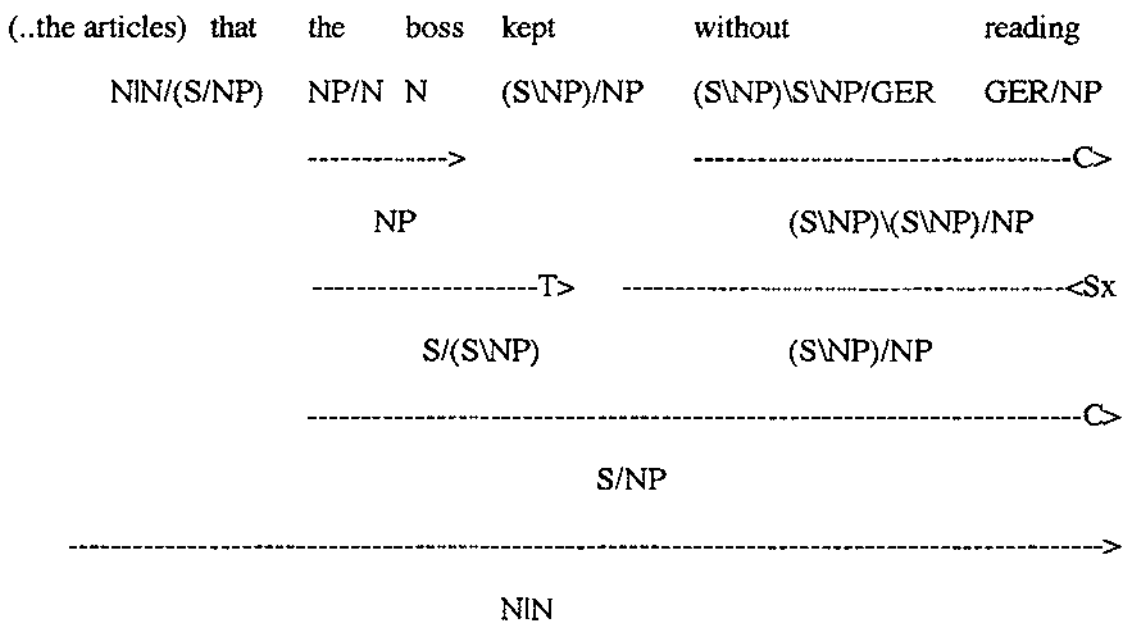 (..the articles) that the boss kept without reading
N|N/(S/NP) NP/N N (S\NP)/NP (S\NP)\S\NP/GER GER/NP
------------> ------------------------------------C>
NP (S\NP)\(S\NP)/NP
--------------------T> ----------------------------------------<Sx
S/(S\NP) (S\NP)/NP
----------------------------------------------------------------------C>
S/NP
------------------------------------------------------------------------------------------>
N|N